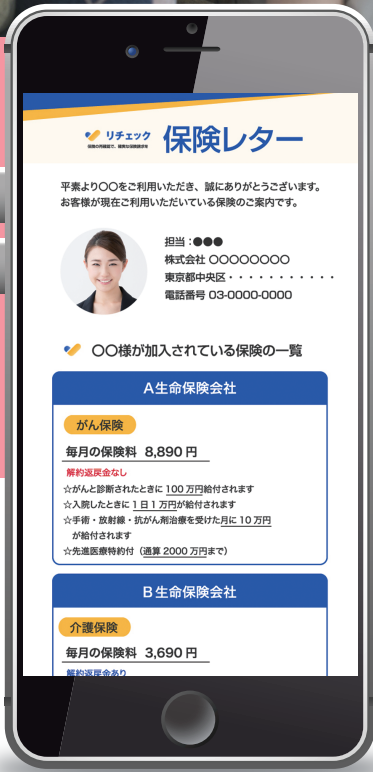 リチェック
保険の再確認で、確実な保険請求を
保険レター
平素より〇〇をご利用いただき、誠にありがとうございます。
お客様が現在ご利用いただいている保険のご案内です。
担当：●●●
株式会社 〇〇〇〇〇〇〇〇
東京都中央区・・・・・・・・・・・
電話番号 03-0000-0000
〇〇様が加入されている保険の一覧
A生命保険会社
がん保険
毎月の保険料 8,890 円
解約返戻金なし
☆がんと診断されたときに 100 万円給付されます
☆入院したときに 1 日 1 万円が給付されます
☆手術・放射線・抗がん剤治療を受けた月に 10 万円
が給付されます
☆先進医療特約付（通算 2000 万円まで）
B生命保険会社
介護保険
毎月の保険料 3,690 円
解約返戻金あり